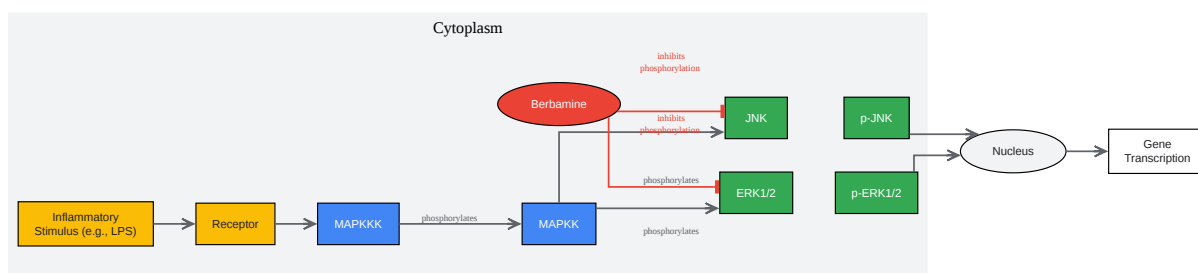 Cytoplasm
inhibits
phosphorylation
Berbamine
JNK
p-JNK
inhibits
phosphorylation
Nucleus
Gene
Transcription
phosphorylates
ERK1/2
p-ERK1/2
Inflammatory
Stimulus (e.g., LPS)
Receptor
MAPKKK
phosphorylates
MAPKK
phosphorylates